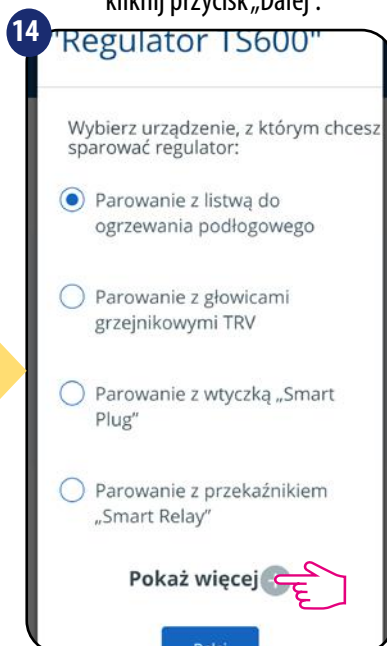 kliknij przycisk „Dalej".
14
"Regulator TS600"
Wybierz urządzenie, z którym chcesz
sparować regulator:
Parowanie z listwą do
ogrzewania podłogowego
Parowanie z głowicami
grzejnikowymi TRV
Parowanie z wtyczką „Smart
Plug”
Parowanie z przekaźnikiem
„Smart Relay”
Pokaż więcej +